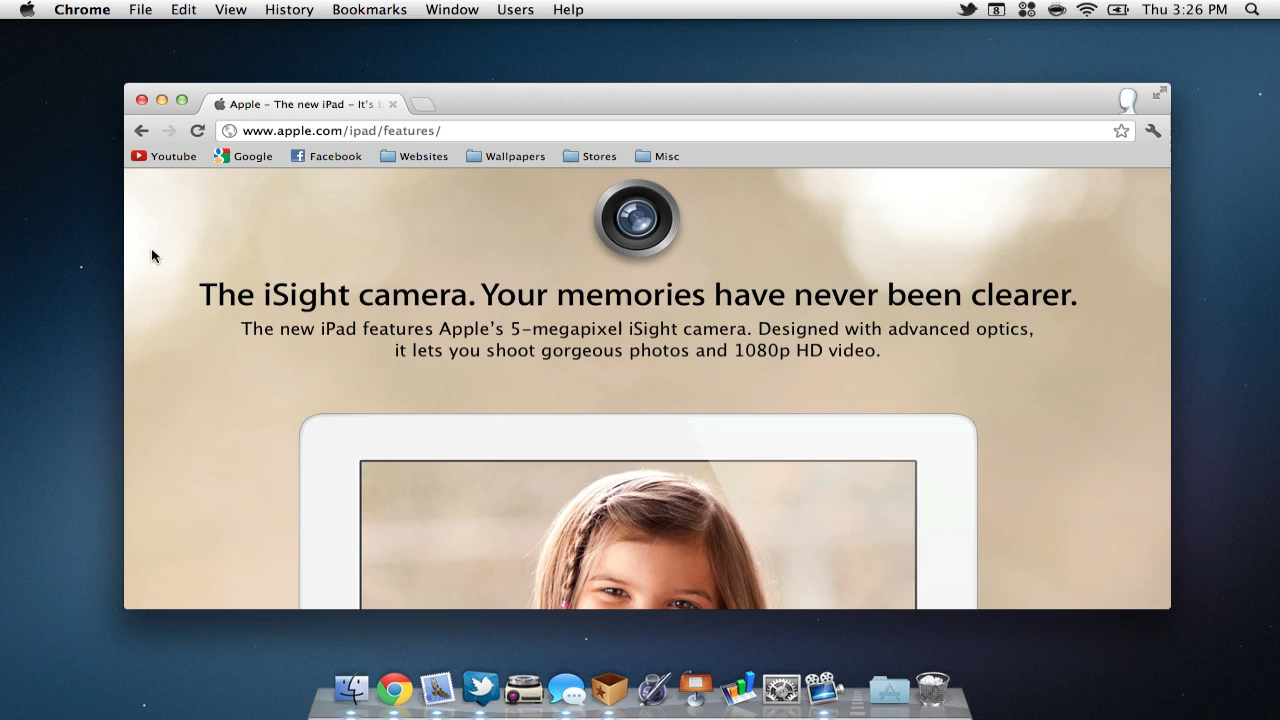 Chrome File Edit View History Bookmarks Window Users Help 8 Thu 3:26 PM
Apple – The new iPad – It's
www.apple.com/ipad/features/
Youtube Google Facebook Websites Wallpapers Stores Misc
The iSight camera. Your memories have never been clearer.
The new iPad features Apple's 5-megapixel iSight camera. Designed with advanced optics,
it lets you shoot gorgeous photos and 1080p HD video.